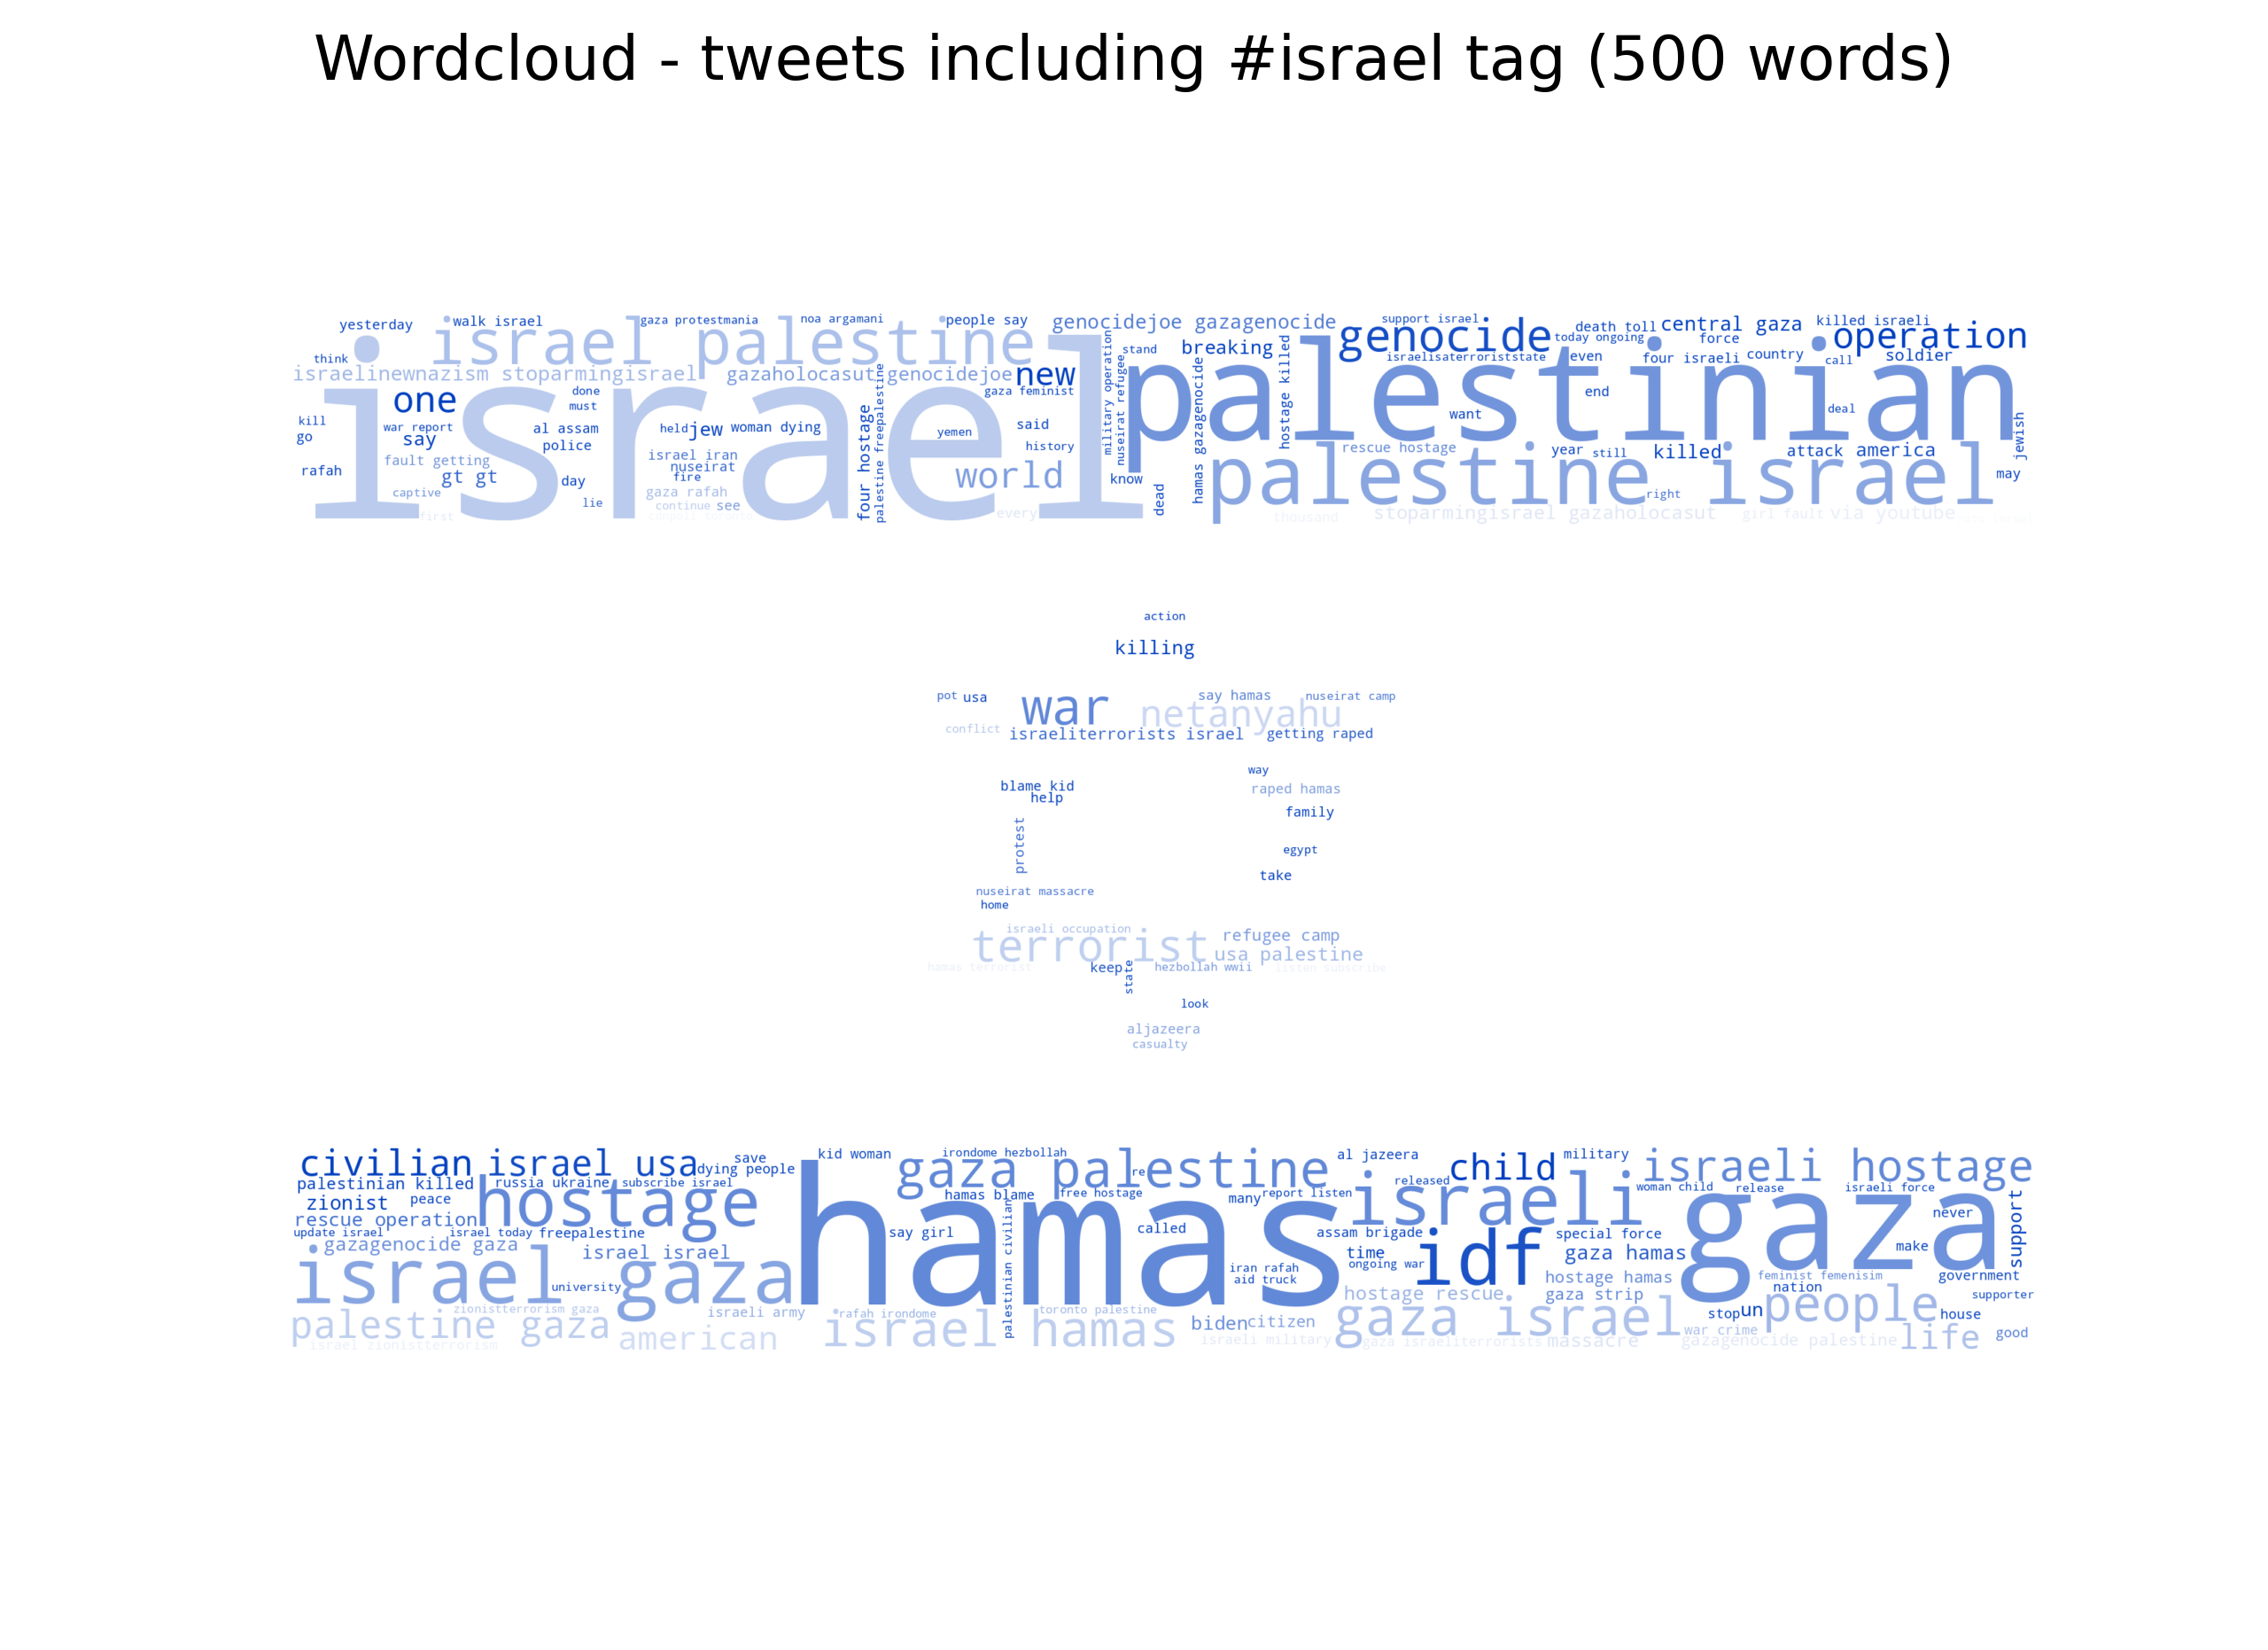 Wordcloud - tweets including #israel tag (500 words)
yesterday
walk israel
israel palestine
gaza protestmania
noa argamani
people say
genocidejoe gazagenocide
support israel
genocide
death toll
central gaza
killed israeli
operation
think
today ongoing
force
stand
breaking
israelisaterroriststate
even
four israeli
country
call
soldier
israelinewnazism stoparmingisrael
gazaholocasut
genocidejoe
new
israel
palestinian
one
done
must
gaza feminist
military operation
nuseirat refugee
hamas gazagenocide
hostage killed
want
end
deal
jewish
kill
go
war report
say
al assam
police
held
jew
woman dying
four hostage
palestine freepalestine
yemen
said
history
palestine israel
rescue hostage
year
still
killed
attack
america
may
rafah
fault getting
gt gt
captive
day
lie
israel iran
nuseirat
fire
gaza rafah
continue
see
world
know
dead
right
first
every
thousand
stoparmingisrael gazaholocasut
girl fault
via youtube
action
killing
pot
usa
war
say hamas
netanyahu
nuseirat camp
conflict
israeliterrorists israel
getting raped
way
blame kid
help
raped hamas
family
protest
egypt
take
nuseirat massacre
home
israeli occupation
terrorist
refugee camp
usa palestine
hamas terrorist
keep
state
hezbollah wwii
listen subscribe
look
aljazeera
casualty
civilian
israel usa
save
dying people
kid woman
irondome hezbollah
gaza palestine
re
al jazeera
child
military
israeli hostage
palestinian killed
russia ukraine
subscribe israel
zionist
peace
hostage
hamas
hamas blame
free hostage
many
report listen
israeli
released
woman child
release
israeli force
gaza
never
support
rescue operation
update israel
israel today
freepalestine
say girl
palestinian civilian
called
assam brigade
idf
special force
make
gazagenocide gaza
israel israel
time
gaza hamas
ongoing war
israel gaza
university
iran rafah
aid truck
hostage hamas
feminist femenisim
government
nation
hostage rescue
gaza strip
supporter
zionistterrorism gaza
israeli army
rafah irondome
toronto palestine
palestine gaza
american
israel hamas
biden
citizen
gaza israel
stop
un
people
house
war crime
israel zionistterrorism
israeli military
gaza israeliterrorists
massacre
gazagenocide palestine
life
good